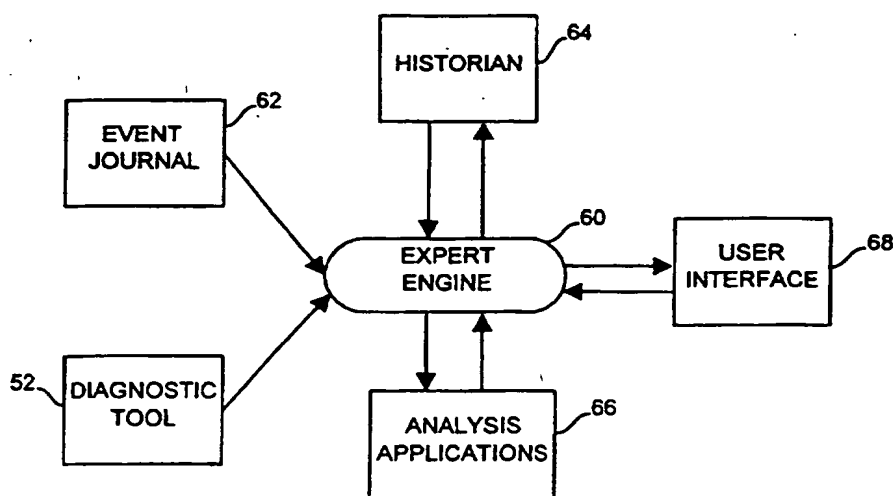 64
HISTORIAN
62
EVENT
JOURNAL
60
EXPERT
ENGINE
68
USER
INTERFACE
52
DIAGNOSTIC
TOOL
66
ANALYSIS
APPLICATIONS